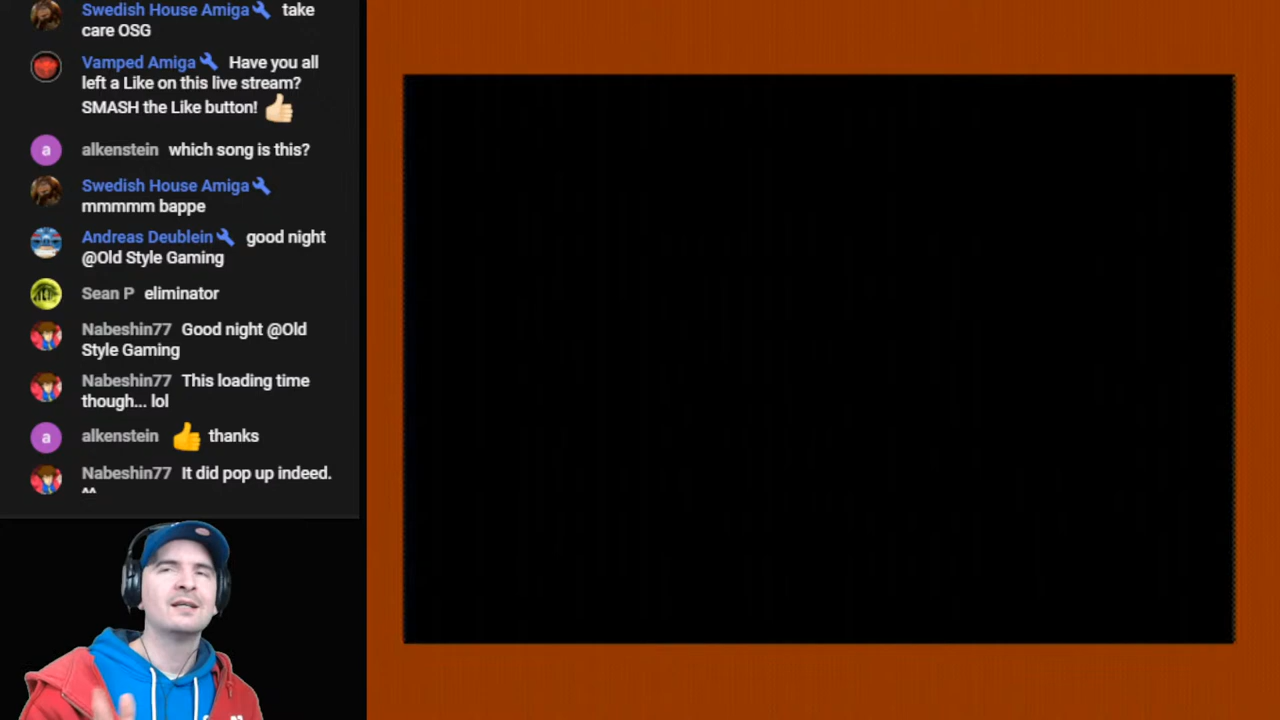 Swedish House Amiga take
care OSG
Vamped Amiga Have you all
left a Like on this live stream?
SMASH the Like button!
a alkenstein which song is this?
Swedish House Amiga
mmmmm bappe
Andreas Deublein good night
@Old Style Gaming
Sean P eliminator
Nabeshin77 Good night @Old
Style Gaming
Nabeshin77 This loading time
though... lol
a alkenstein thanks
Nabeshin77 It did pop up indeed.
^^